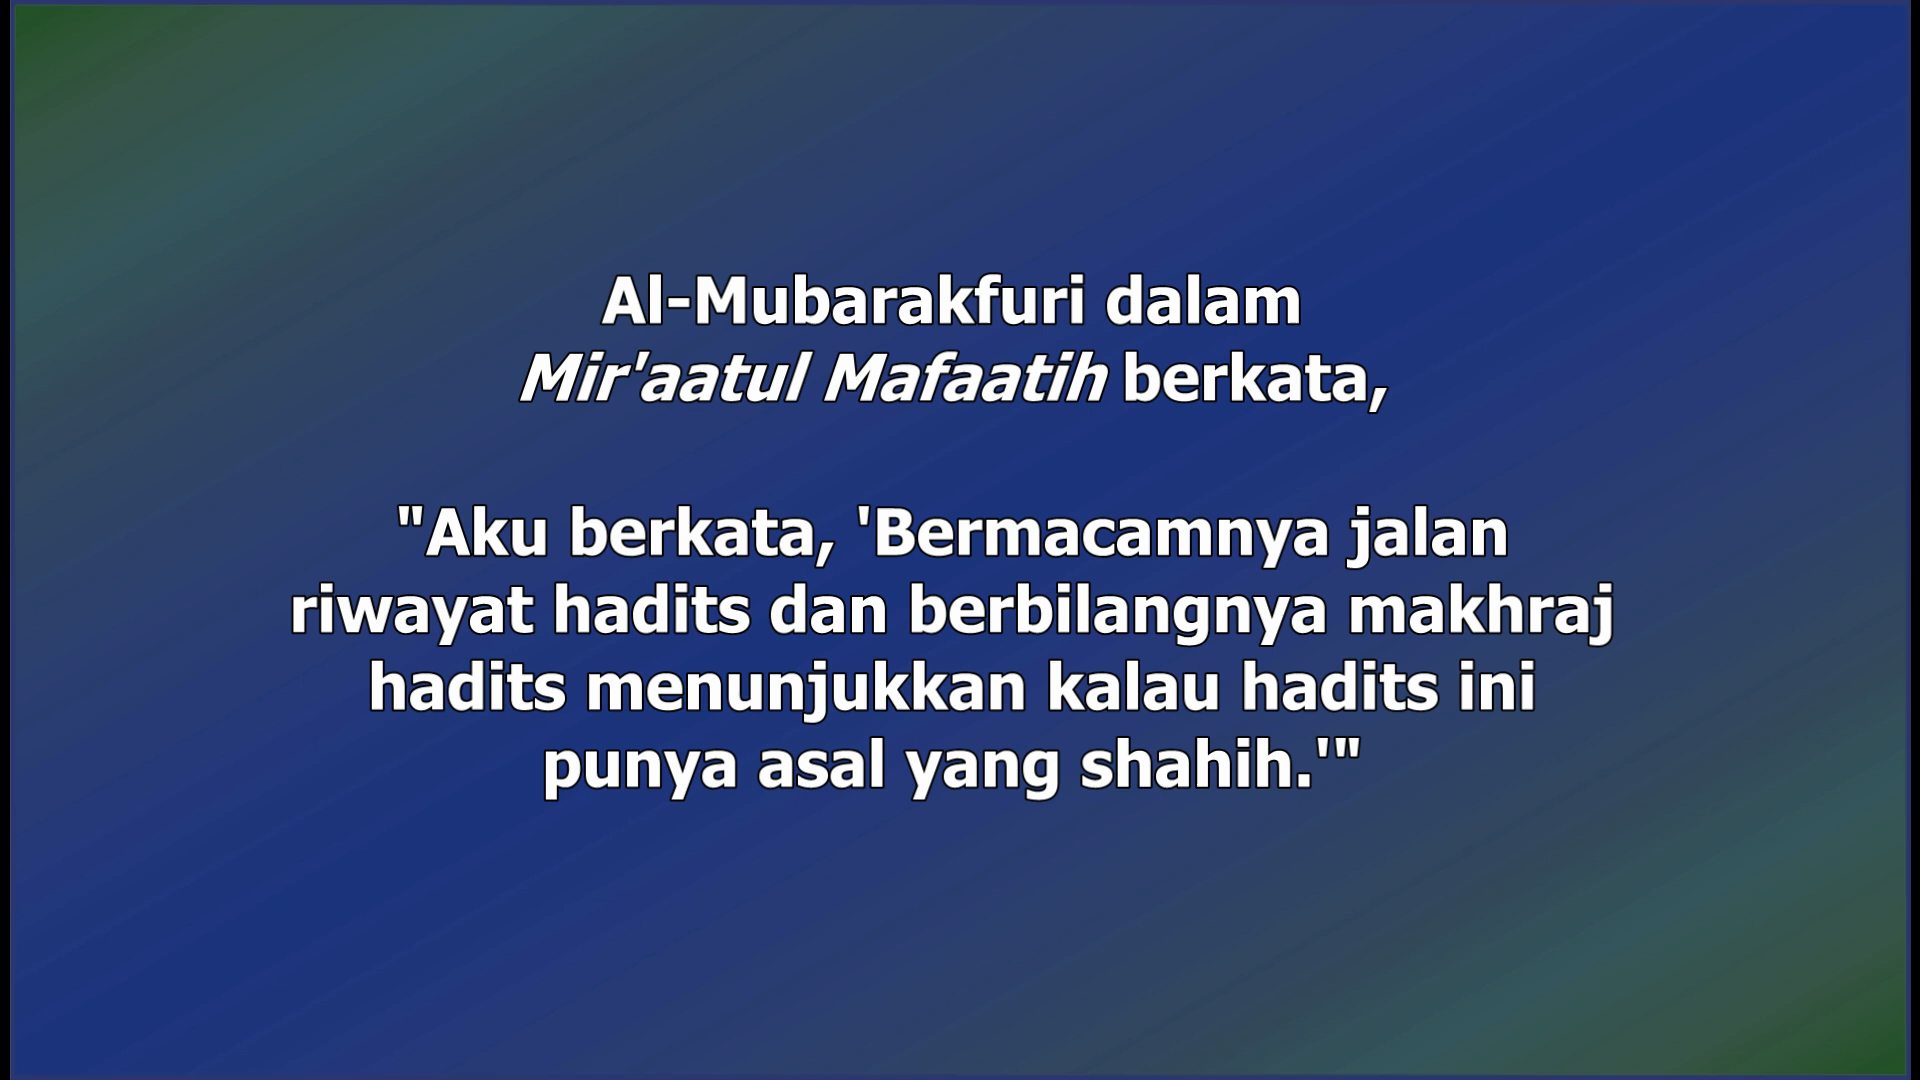 Al-Mubarakfuri dalam
Mir'aatul Mafaatih berkata,
"Aku berkata, 'Bermacamnya jalan
riwayat hadits dan berbilangnya makhraj
hadits menunjukkan kalau hadits ini
punya asal yang shahih.'"